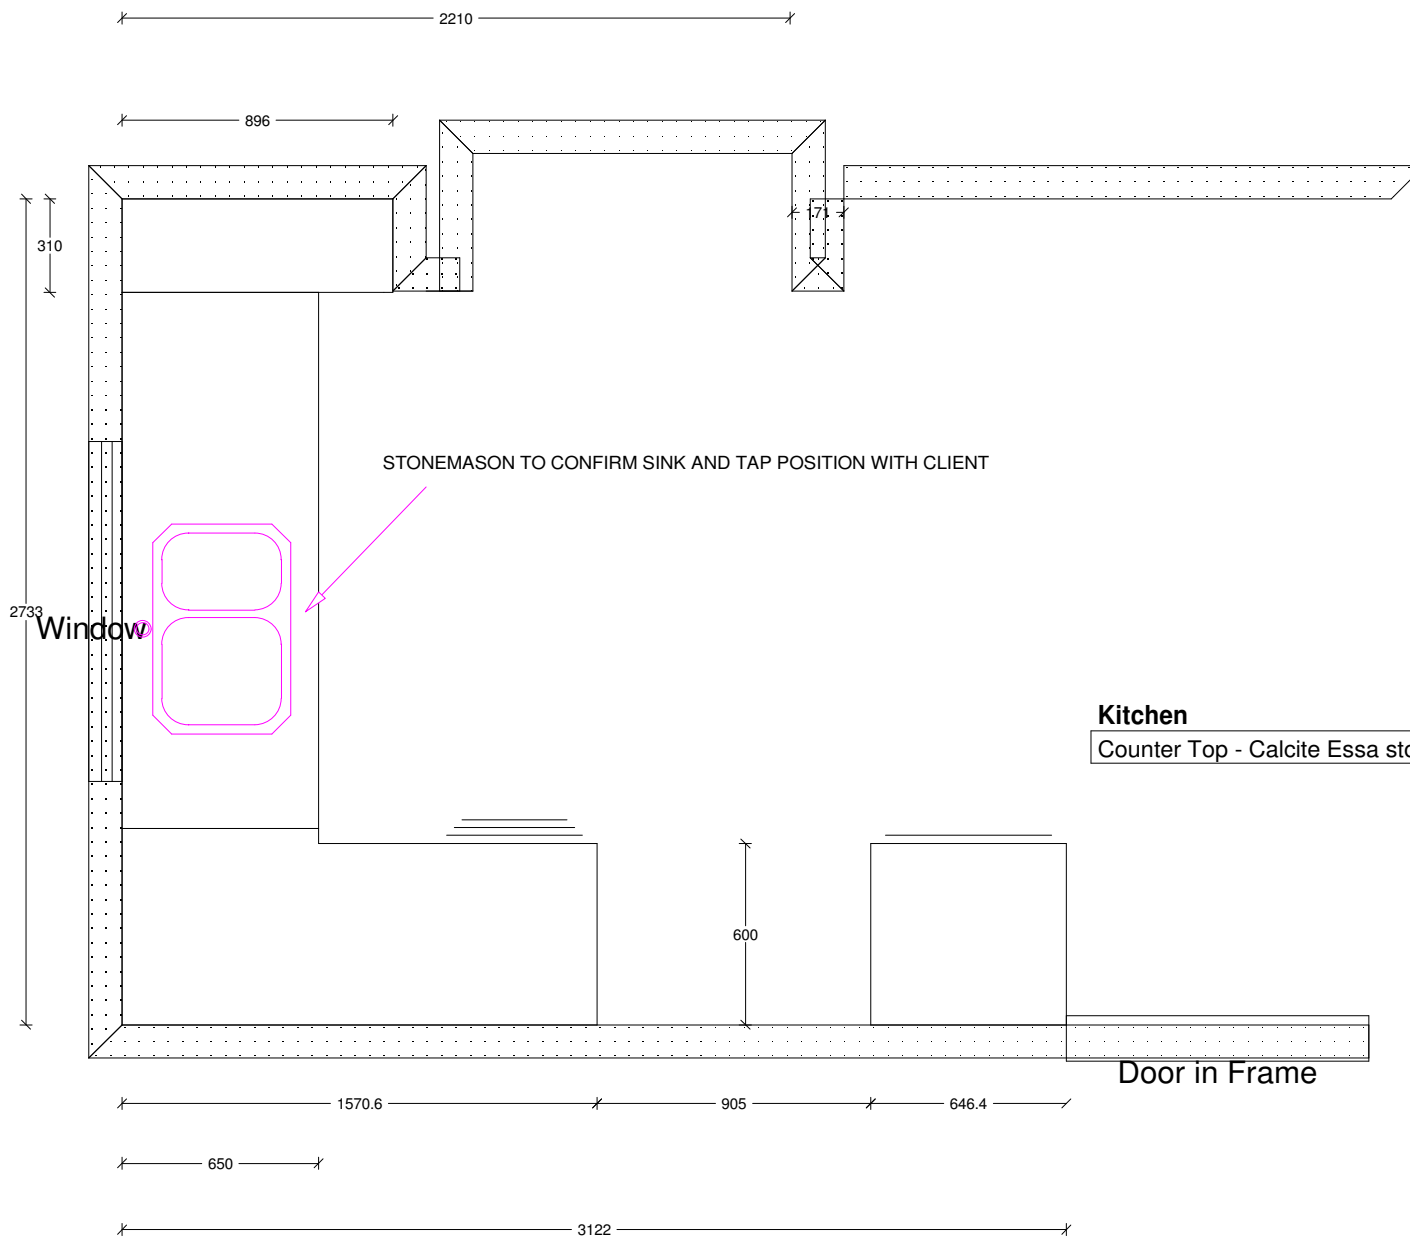 2210
896
171
310
STONEMASON TO CONFIRM SINK AND TAP POSITION WITH CLIENT
2733
Window
Kitchen
Counter Top - Calcite Essa sto
600
Door in Frame
1570.6
905
646.4
650
3122